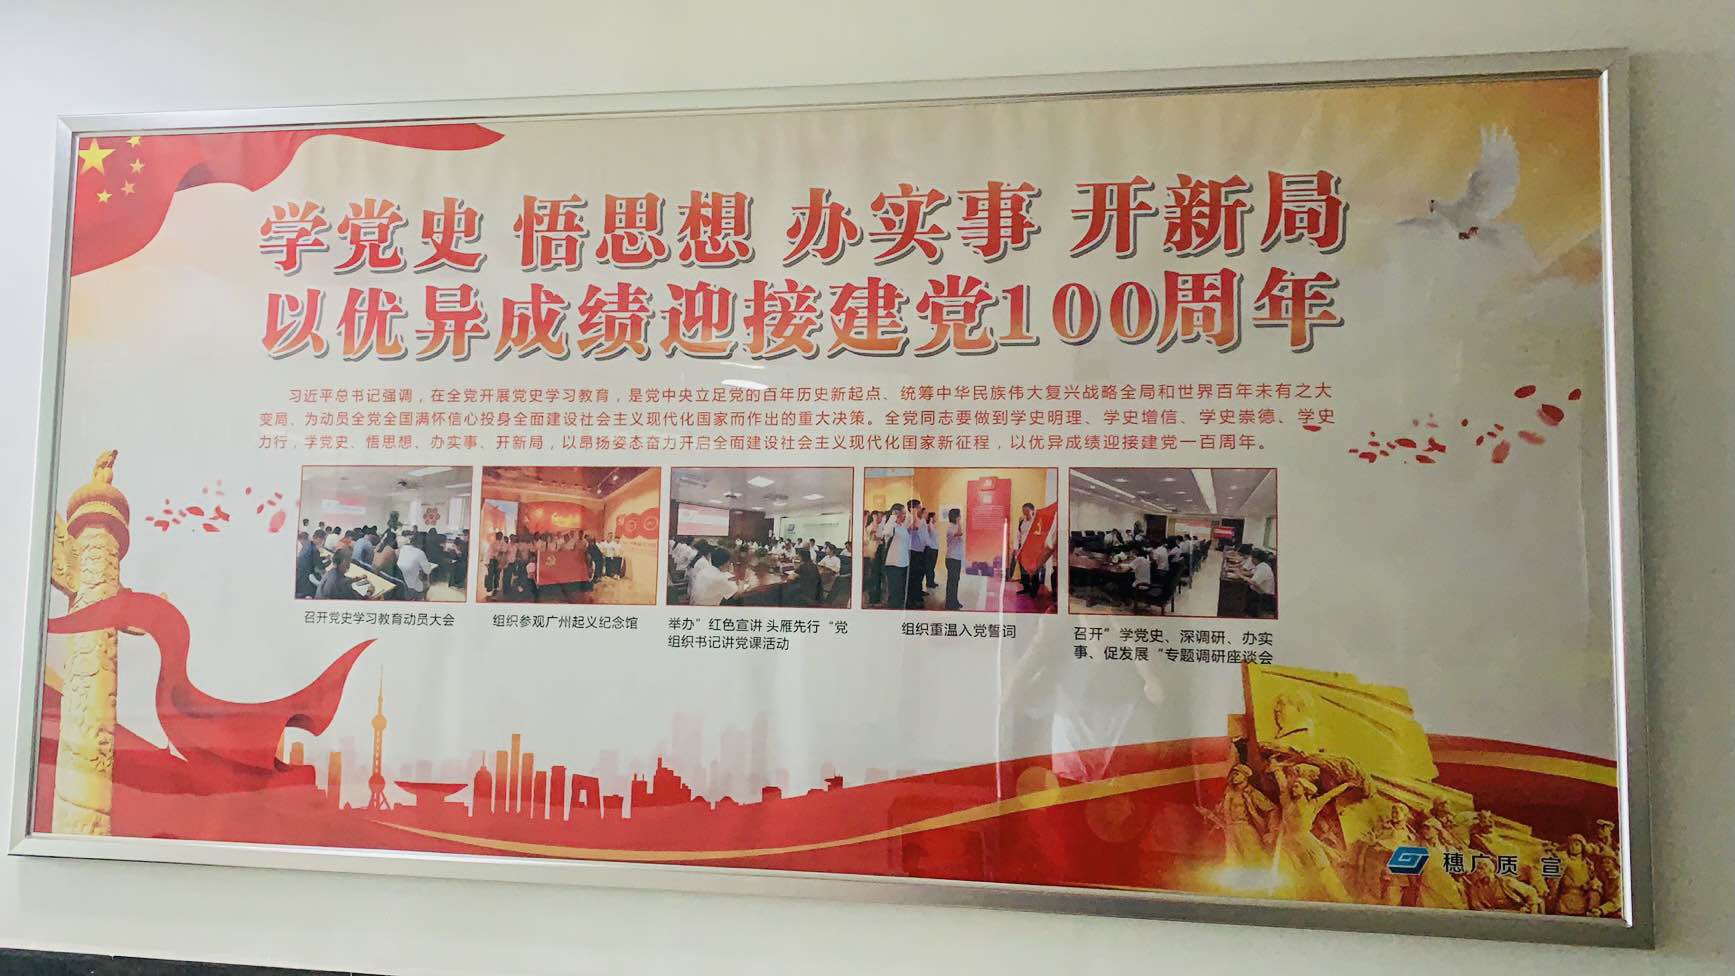 学党史 悟思想 办实事 开新局
以优异成绩迎接建党100周年
习近平总书记强调，在全党开展党史学习教育，是党中央立足党的百年历史新起点、统筹中华民族伟大复兴战略全局和世界百年未有之大
变局、为动员全党全国满怀信心投身全面建设社会主义现代化国家而作出的重大决策。全党同志要做到学史明理、学史增信、学史崇德、学史
力行，学党史、悟思想、办实事、开新局，以昂扬姿态奋力开启全面建设社会主义现代化国家新征程，以优异成绩迎接建党一百周年。
召开党史学习教育动员大会
组织参观广州起义纪念馆
举办”红色宣讲 头雁先行“党
组织书记讲党课活动
组织重温入党誓词
召开”学党史、深调研、办实
事、促发展“专题调研座谈会
穗广质 宣